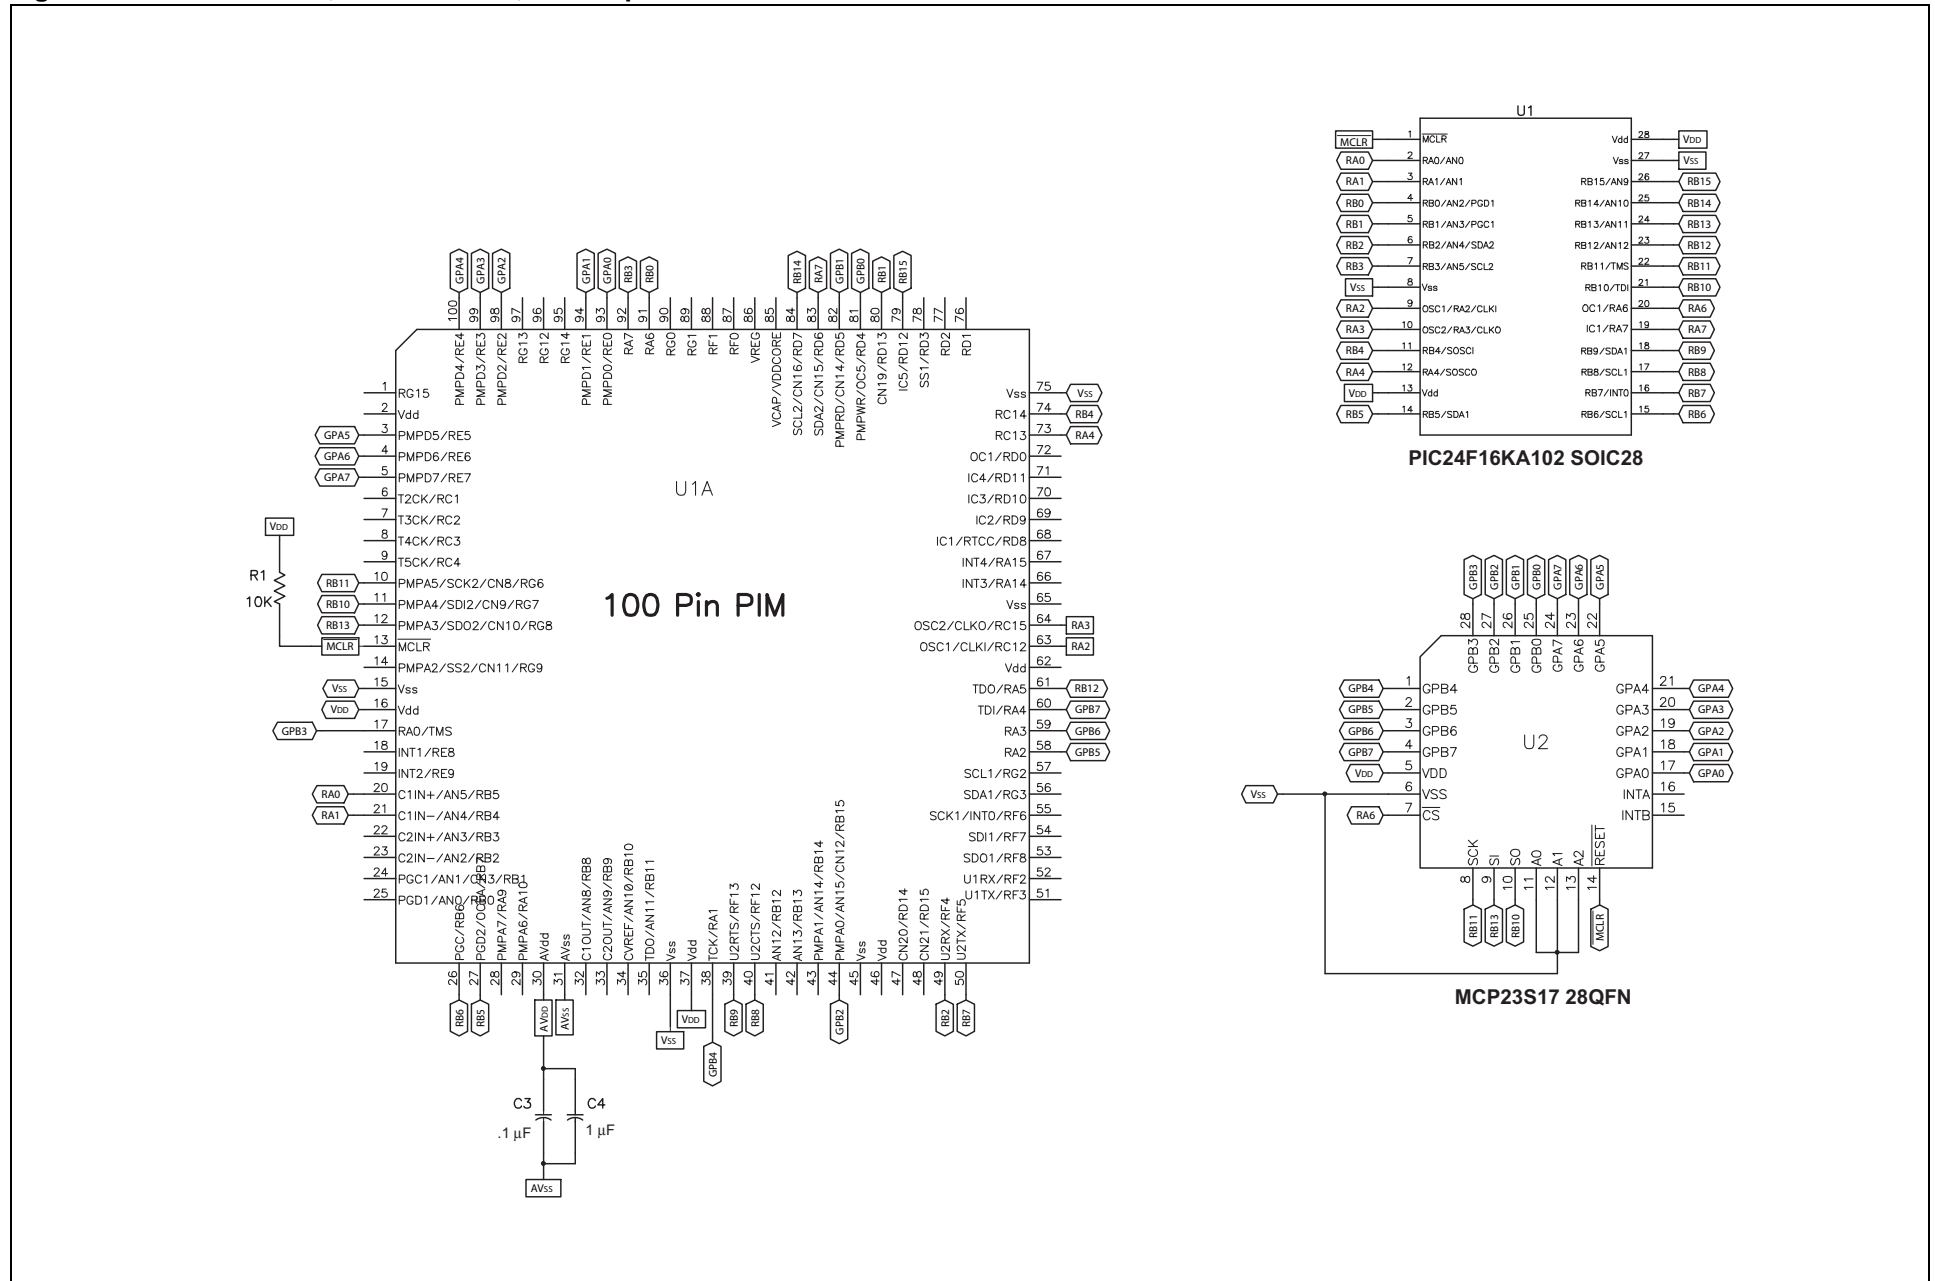 U1
MCLR 1 MCLR
RA0 2 RA0/AN0
RA1 3 RA1/AN1
RB0 4 RB0/AN2/PGD1
RB1 5 RB1/AN3/PGC1
RB2 6 RB2/AN4/SDA2
RB3 7 RB3/AN5/SCL2
Vss 8 Vss
RA2 9 OSC1/RA2/CLKI
RA3 10 OSC2/RA3/CLKO
RB4 11 RB4/SOSCI
RA4 12 RA4/SOSCO
VDD 13 Vdd
RB5 14 RB5/SDA1
Vdd 28 VDD
Vss 27 Vss
RB15/AN9 26 RB15
RB14/AN10 25 RB14
RB13/AN11 24 RB13
RB12/AN12 23 RB12
RB11/TMS 22 RB11
RB10/TDI 21 RB10
OC1/RA6 20 RA6
IC1/RA7 19 RA7
RB9/SDA1 18 RB9
RB8/SCL1 17 RB8
RB7/INT0 16 RB7
RB6/SCL1 15 RB6
PIC24F16KA102 SOIC28
GPA4 100 PMPD4/RE4
GPA3 99 PMPD3/RE3
GPA2 98 PMPD2/RE2
97 RG13
96 RG12
95 RG14
GPA1 94 PMPD1/RE1
GPA0 93 PMPD0/RE0
RB3 92 RA7
RB0 91 RA6
90 RG0
89 RG1
88 RF1
87 RF0
86 VREG
85 VCAP/VDDCORE
RB14 84 SCL2/CN16/RD7
RA7 83 SDA2/CN15/RD6
GPB1 82 PMPRD/CN14/RD5
GPB0 81 PMPWR/OC5/RD4
RB1 80 CN19/RD13
RB15 79 IC5/RD12
78 SS1/RD3
77 RD2
76 RD1
1 RG15
2 Vdd
GPA5 3 PMPD5/RE5
GPA6 4 PMPD6/RE6
GPA7 5 PMPD7/RE7
6 T2CK/RC1
7 T3CK/RC2
8 T4CK/RC3
9 T5CK/RC4
RB11 10 PMPA5/SCK2/CN8/RG6
RB10 11 PMPA4/SDI2/CN9/RG7
RB13 12 PMPA3/SDO2/CN10/RG8
MCLR 13 MCLR
14 PMPA2/SS2/CN11/RG9
Vss 15 Vss
VDD 16 Vdd
GPB3 17 RA0/TMS
18 INT1/RE8
19 INT2/RE9
RA0 20 C1IN+/AN5/RB5
RA1 21 C1IN-/AN4/RB4
22 C2IN+/AN3/RB3
23 C2IN-/AN2/RB2
24 PGC1/AN1/CN3/RB1
25 PGD1/AN0/RB0
VDD
R1
10K
U1A
100 Pin PIM
Vss 75 Vss
RC14 74 RB4
RC13 73 RA4
OC1/RD0 72
IC4/RD11 71
IC3/RD10 70
IC2/RD9 69
IC1/RTCC/RD8 68
INT4/RA15 67
INT3/RA14 66
Vss 65
OSC2/CLKO/RC15 64 RA3
OSC1/CLKI/RC12 63 RA2
Vdd 62
TDO/RA5 61 RB12
TDI/RA4 60 GPB7
RA3 59 GPB6
RA2 58 GPB5
SCL1/RG2 57
SDA1/RG3 56
SCK1/INT0/RF6 55
SDI1/RF7 54
SDO1/RF8 53
U1RX/RF2 52
U1TX/RF3 51
PGC/RB6 26 RB6
27 RB5
PMPA7/RA9 28
PMPA6/RA10 29
AVdd 30 AVDD
AVss 31 AVss
C1OUT/AN8/RB8 32
C2OUT/AN9/RB9 33
CVREF/AN10/RB10 34
TDO/AN11/RB11 35
Vss 36 Vss
Vdd 37 VDD
TCK/RA1 38 GPB4
U2RTS/RF13 39 RB9
U2CTS/RF12 40 RB8
AN12/RB12 41
AN13/RB13 42
PMPA1/AN14/RB14 43
PMPA0/AN15/CN12/RB15 44 GPB2
Vss 45
Vdd 46
CN20/RD14 47
CN21/RD15 48
U2RX/RF4 49 RB2
U2TX/RF5 50 RB7
C3
.1 µF
C4
1 µF
AVss
GPB3 28 GPB3
GPB2 27 GPB2
GPB1 26 GPB1
GPB0 25 GPB0
GPA7 24 GPA7
GPA6 23 GPA6
GPA5 22 GPA5
GPB4 1 GPB4
GPB5 2 GPB5
GPB6 3 GPB6
GPB7 4 GPB7
VDD 5 VDD
Vss 6 VSS
RA6 7 CS
U2
GPA4 21 GPA4
GPA3 20 GPA3
GPA2 19 GPA2
GPA1 18 GPA1
GPA0 17 GPA0
INTA 16
INTB 15
SCK 8 RB11
SI 9 RB13
SO 10 RB10
A0 11
A1 12
A2 13
RESET 14 MCLR
MCP23S17 28QFN